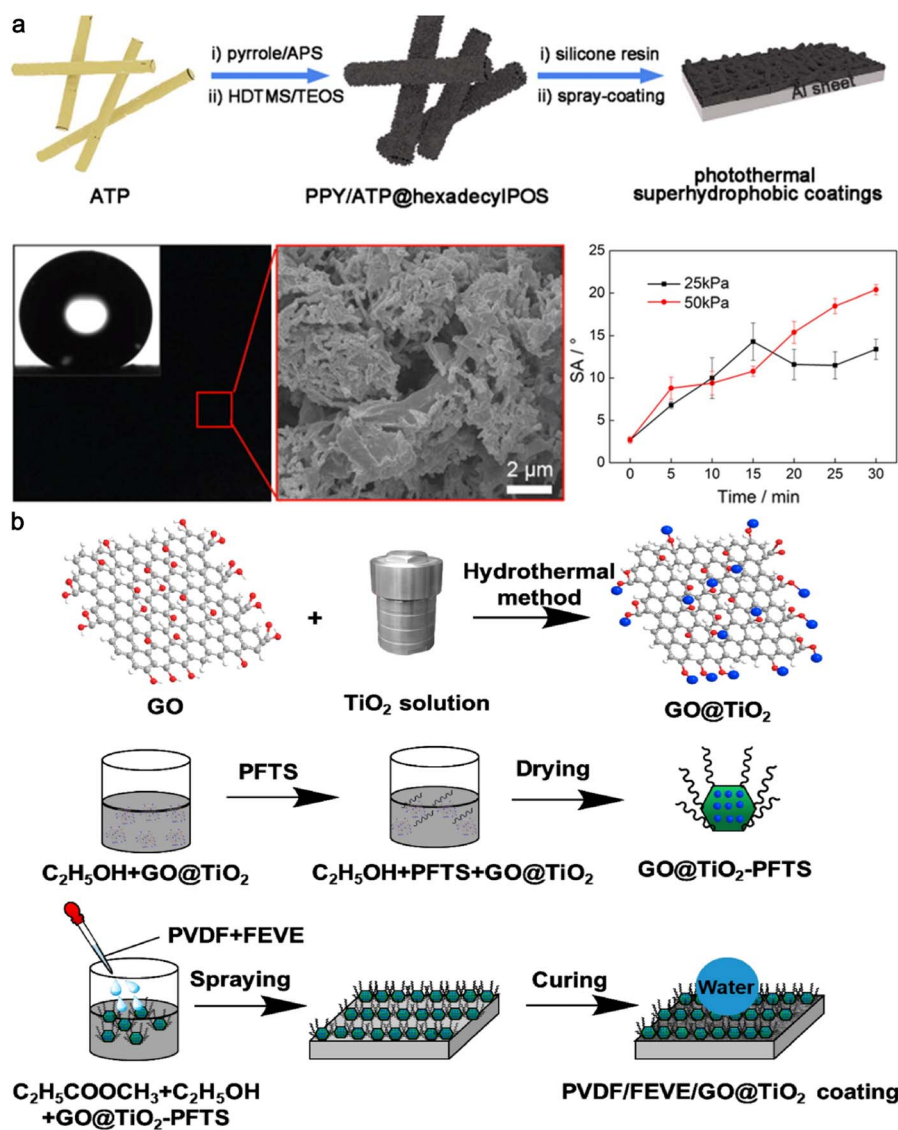 a
i) pyrrole/APS
ii) HDTMS/TEOS
i) silicone resin
ii) spray-coating
Al sheet
ATP
PPY/ATP@hexadecylPOS
photothermal
superhydrophobic coatings
2 μm
25kPa
50kPa
SA / °
25
20
15
10
5
0
0 5 10 15 20 25 30
Time / min
b
GO
+
TiO₂ solution
Hydrothermal
method
GO@TiO₂
PFTS
Drying
C₂H₅OH+GO@TiO₂
C₂H₅OH+PFTS+GO@TiO₂
GO@TiO₂-PFTS
PVDF+FEVE
Spraying
Curing
Water
C₂H₅COOCH₃+C₂H₅OH
+GO@TiO₂-PFTS
PVDF/FEVE/GO@TiO₂ coating